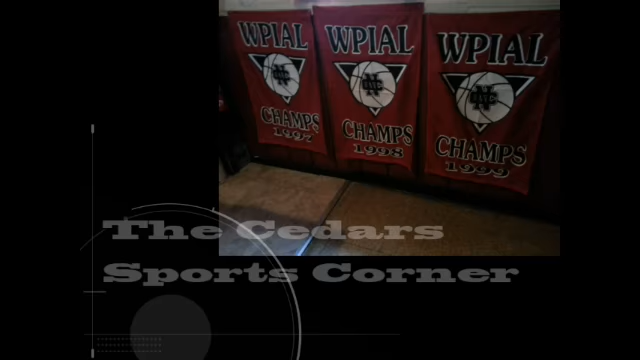 WPIAL
N
CHAMPS
1997
WPIAL
N
CHAMPS
1998
WPIAL
N
CHAMPS
1999
The Cedars
Sports Corner